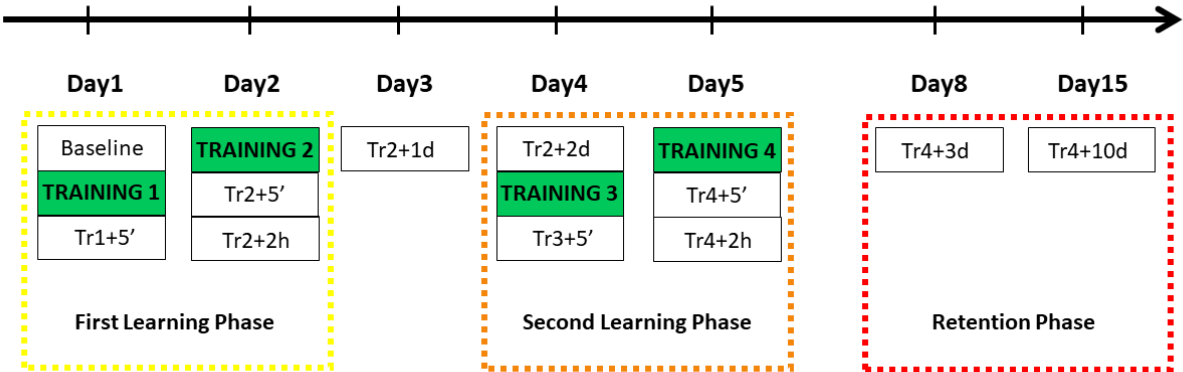 Day1 Day2 Day3 Day4 Day5 Day8 Day15
Baseline TRAINING 2 Tr2+1d Tr2+2d TRAINING 4 Tr4+3d Tr4+10d
TRAINING 1 Tr2+5’ TRAINING 3 Tr4+5’
Tr1+5’ Tr2+2h Tr3+5’ Tr4+2h
First Learning Phase Second Learning Phase Retention Phase